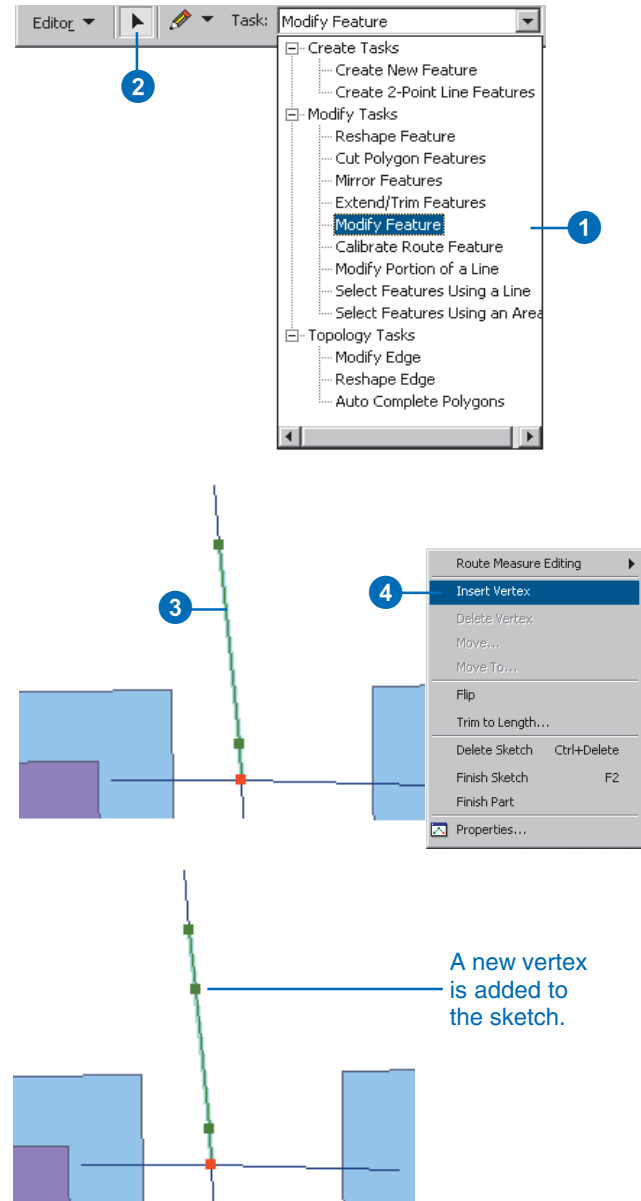 Editor Task: Modify Feature
2
Create Tasks
Create New Feature
Create 2-Point Line Features
Modify Tasks
Reshape Feature
Cut Polygon Features
Mirror Features
Extend/Trim Features
Modify Feature
1
Calibrate Route Feature
Modify Portion of a Line
Select Features Using a Line
Select Features Using an Area
Topology Tasks
Modify Edge
Reshape Edge
Auto Complete Polygons
3
4
Route Measure Editing
Insert Vertex
Delete Vertex
Move...
Move To...
Flip
Trim to Length...
Delete Sketch Ctrl+Delete
Finish Sketch F2
Finish Part
Properties...
A new vertex
is added to
the sketch.